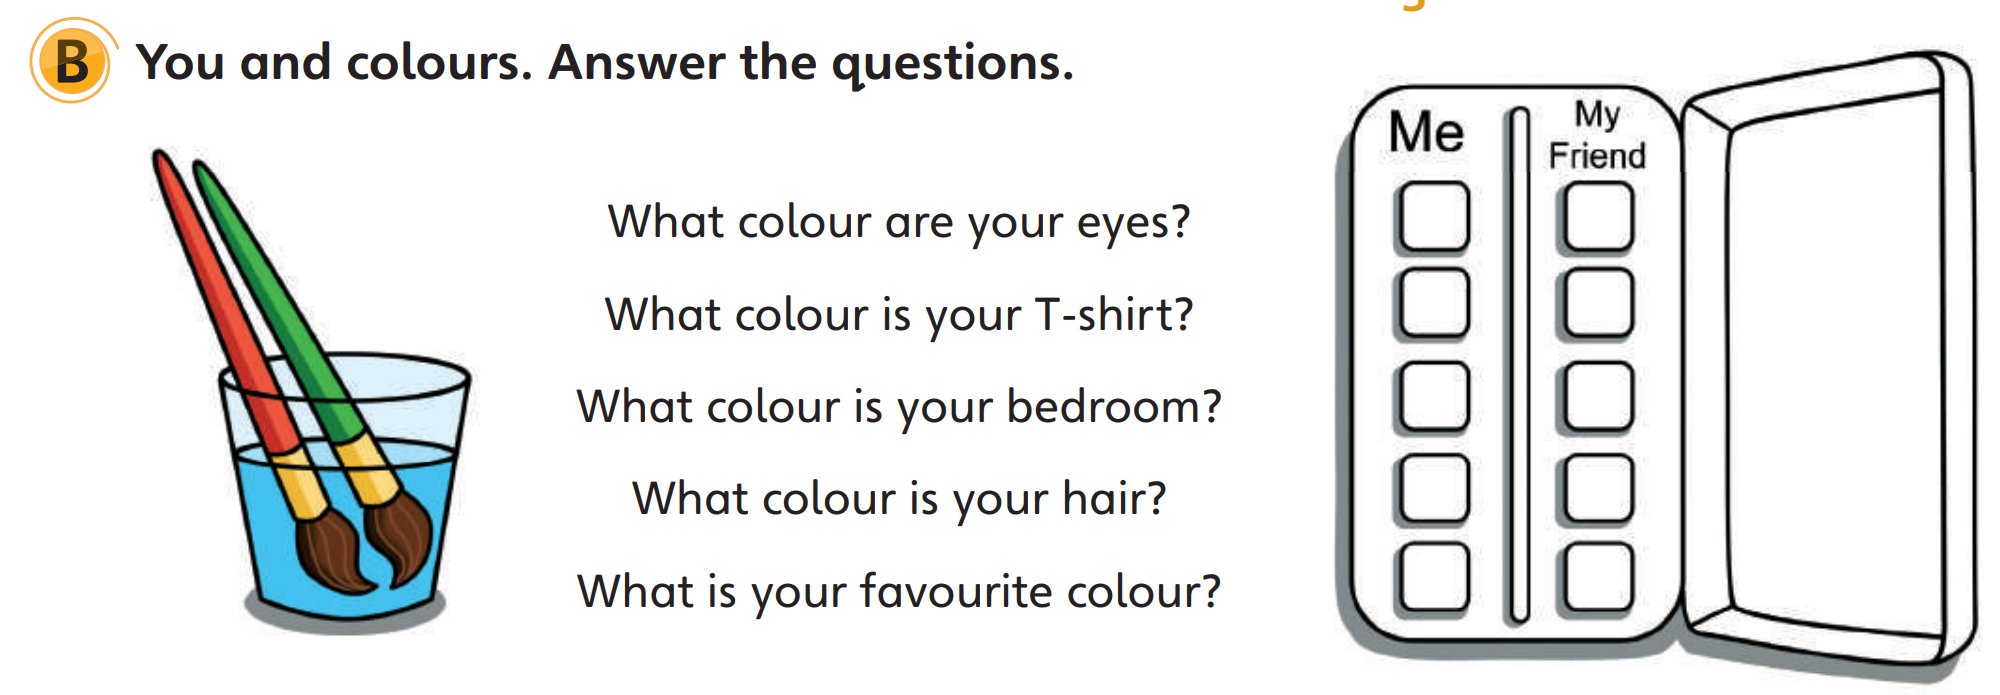 B You and colours. Answer the questions.
What colour are your eyes?
What colour is your T-shirt?
What colour is your bedroom?
What colour is your hair?
What is your favourite colour?
Me
My
Friend